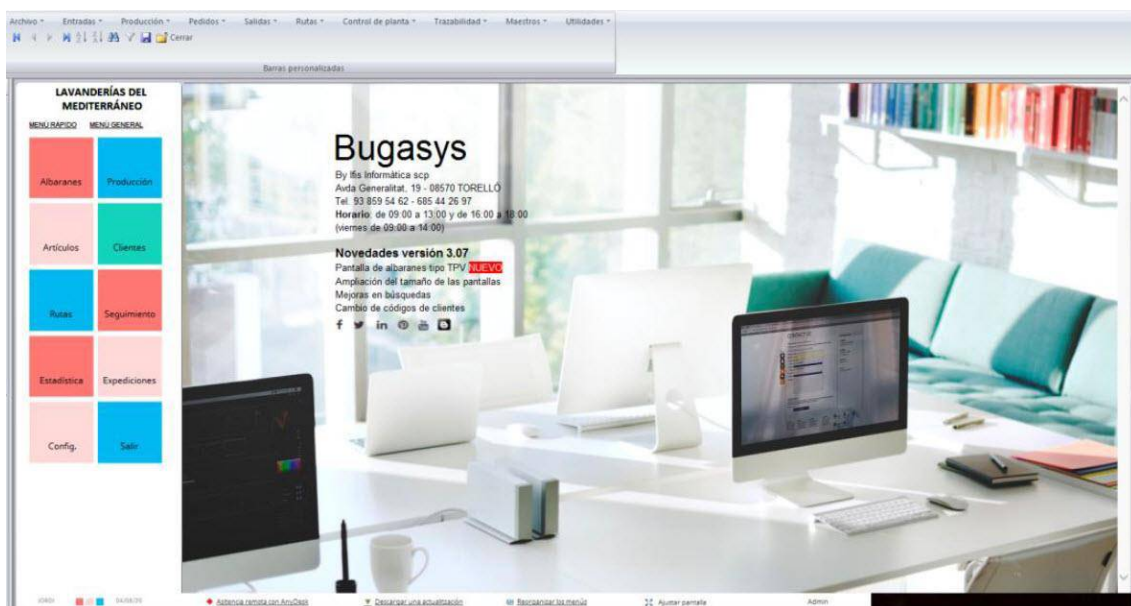 Archivo Entradas Producción Pedidos Salidas Rutas Control de planta Trazabilidad Maestros Utilidades
Cerrar
Barras personalizadas
LAVANDERÍAS DEL
MEDITERRÁNEO
MENÚ RÁPIDO MENÚ GENERAL
Albaranes Producción
Artículos Clientes
Rutas Seguimiento
Estadística Expediciones
Config. Salir
Bugasys
By Ifis Informática scp
Avda Generalitat, 19 - 08570 TORELLÓ
Tel. 93 859 54 62 - 685 44 26 97
Horario: de 09:00 a 13:00 y de 16:00 a 18:00
(viernes de 09:00 a 14:00)
Novedades versión 3.07
Pantalla de albaranes tipo TPV NUEVO
Ampliación del tamaño de las pantallas
Mejoras en búsquedas
Cambio de códigos de clientes
JORDI
Asitencia remota con AnyDesk Descargar una actualización Reorganizar los menús Ajustar pantalla Admin